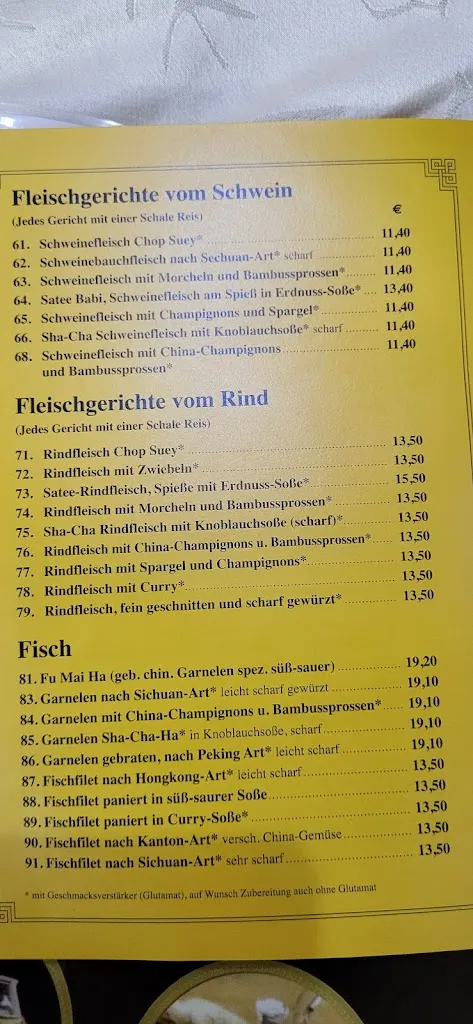 Fleischgerichte vom Schwein
(Jedes Gericht mit einer Schale Reis) €
61. Schweinefleisch Chop Suey* 11,40
62. Schweinebauchfleisch nach Sechuan-Art* scharf 11,40
63. Schweinefleisch mit Morcheln und Bambussprossen* 11,40
64. Satee Babi, Schweinefleisch am Spieß in Erdnuss-Soße* 13,40
65. Schweinefleisch mit Champignons und Spargel* 11,40
66. Sha-Cha Schweinefleisch mit Knoblauchsoße* scharf 11,40
68. Schweinefleisch mit China-Champignons 11,40
und Bambussprossen*
Fleischgerichte vom Rind
(Jedes Gericht mit einer Schale Reis)
71. Rindfleisch Chop Suey* 13,50
72. Rindfleisch mit Zwiebeln* 13,50
73. Satee-Rindfleisch, Spieße mit Erdnuss-Soße* 15,50
74. Rindfleisch mit Morcheln und Bambussprossen* 13,50
75. Sha-Cha Rindfleisch mit Knoblauchsoße (scharf)* 13,50
76. Rindfleisch mit China-Champignons u. Bambussprossen* 13,50
77. Rindfleisch mit Spargel und Champignons* 13,50
78. Rindfleisch mit Curry* 13,50
79. Rindfleisch, fein geschnitten und scharf gewürzt* 13,50
Fisch
81. Fu Mai Ha (geb. chin. Garnelen spez. süß-sauer) 19,20
83. Garnelen nach Sichuan-Art* leicht scharf gewürzt 19,10
84. Garnelen mit China-Champignons u. Bambussprossen* 19,10
85. Garnelen Sha-Cha-Ha* in Knoblauchsoße, scharf 19,10
86. Garnelen gebraten, nach Peking Art* leicht scharf 19,10
87. Fischfilet nach Hongkong-Art* leicht scharf 13,50
88. Fischfilet paniert in süß-saurer Soße 13,50
89. Fischfilet paniert in Curry-Soße* 13,50
90. Fischfilet nach Kanton-Art* versch. China-Gemüse 13,50
91. Fischfilet nach Sichuan-Art* sehr scharf 13,50
* mit Geschmacksverstärker (Glutamat), auf Wunsch Zubereitung auch ohne Glutamat